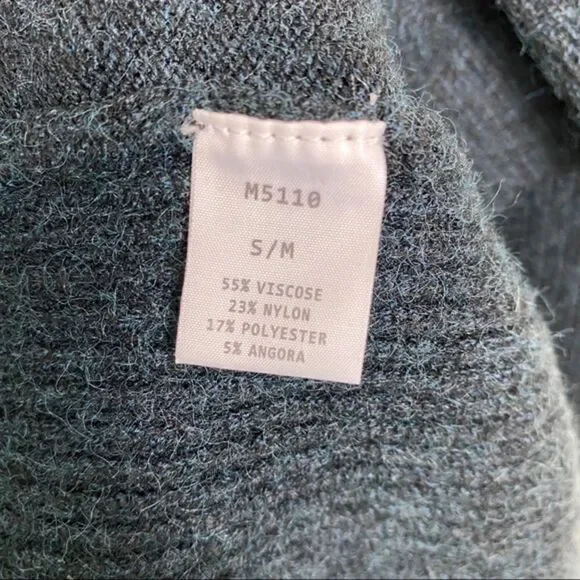 M5110
S/M
55% VISCOSE
23% NYLON
17% POLYESTER
5% ANGORA